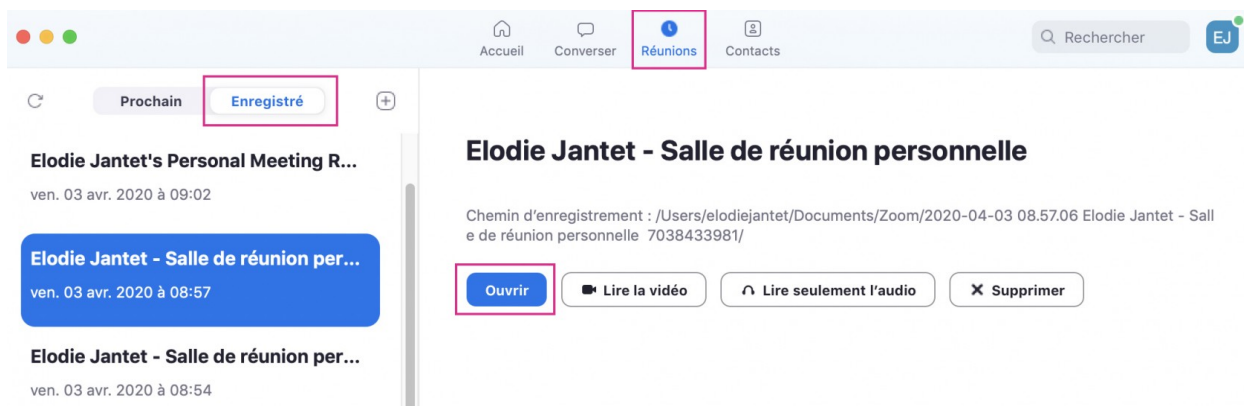 Accueil
Converser
Réunions
Contacts
Rechercher
EJ
Prochain
Enregistré
Elodie Jantet's Personal Meeting R...
ven. 03 avr. 2020 à 09:02
Elodie Jantet - Salle de réunion per...
ven. 03 avr. 2020 à 08:57
Elodie Jantet - Salle de réunion per...
ven. 03 avr. 2020 à 08:54
Elodie Jantet - Salle de réunion personnelle
Chemin d'enregistrement : /Users/elodiejantet/Documents/Zoom/2020-04-03 08.57.06 Elodie Jantet - Sall
e de réunion personnelle 7038433981/
Ouvrir
Lire la vidéo
Lire seulement l'audio
Supprimer